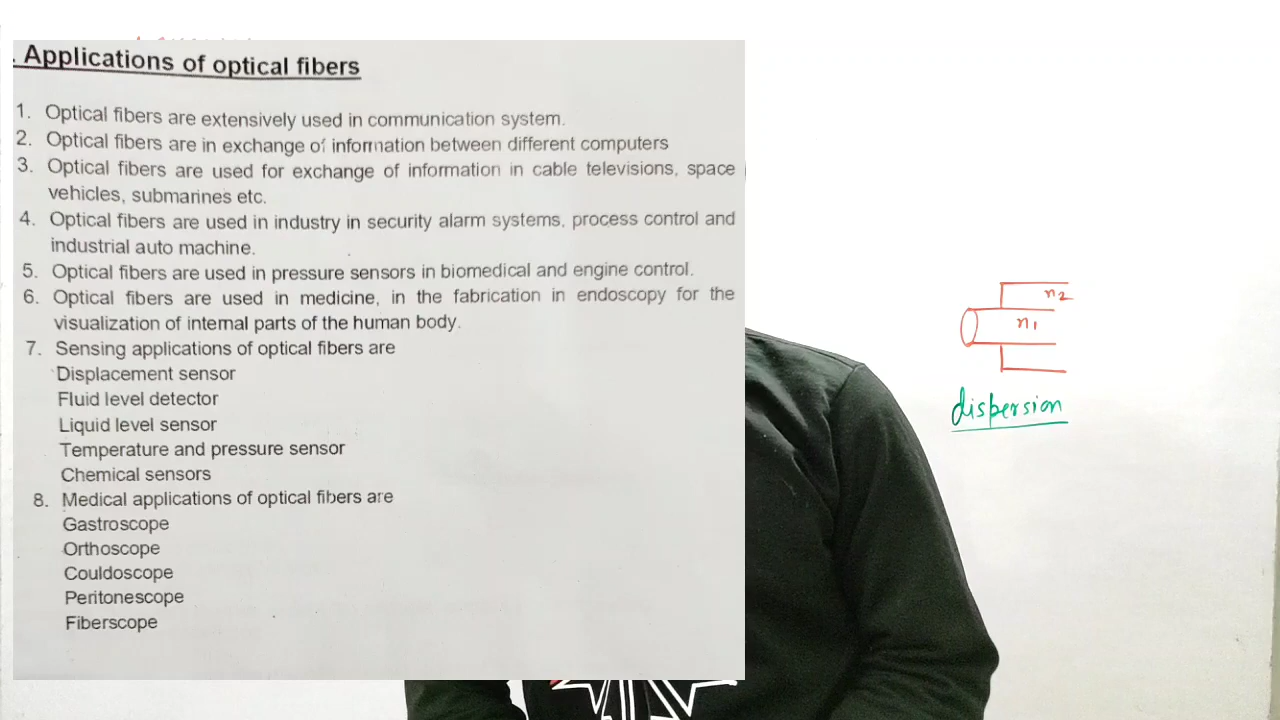 . Applications of optical fibers
1. Optical fibers are extensively used in communication system.
2. Optical fibers are in exchange of information between different computers
3. Optical fibers are used for exchange of information in cable televisions, space
vehicles, submarines etc.
4. Optical fibers are used in industry in security alarm systems, process control and
industrial auto machine.
5. Optical fibers are used in pressure sensors in biomedical and engine control.
6. Optical fibers are used in medicine, in the fabrication in endoscopy for the
visualization of internal parts of the human body.
7. Sensing applications of optical fibers are
Displacement sensor
Fluid level detector
Liquid level sensor
Temperature and pressure sensor
Chemical sensors
8. Medical applications of optical fibers are
Gastroscope
Orthoscope
Couldoscope
Peritonescope
Fiberscope
n2
n1
dispersion